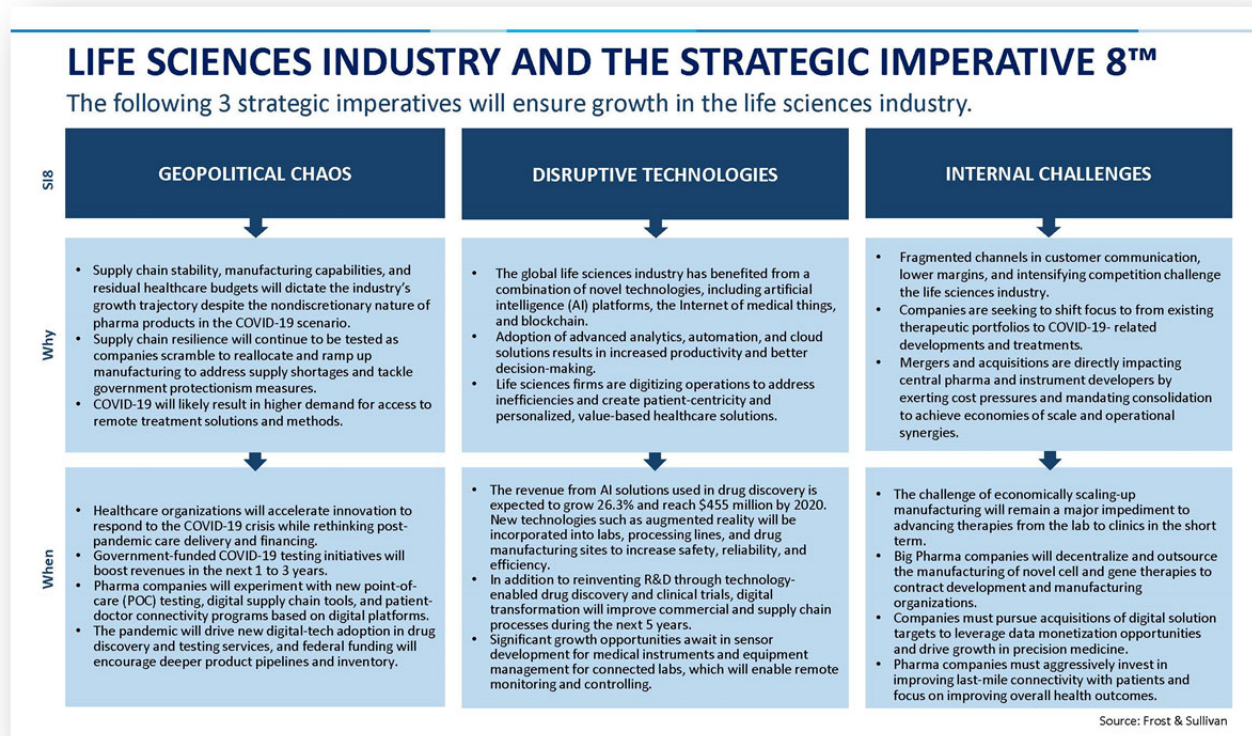 LIFE SCIENCES INDUSTRY AND THE STRATEGIC IMPERATIVE 8™
The following 3 strategic imperatives will ensure growth in the life sciences industry.
SI8
GEOPOLITICAL CHAOS
DISRUPTIVE TECHNOLOGIES
INTERNAL CHALLENGES
Why
• Supply chain stability, manufacturing capabilities, and
residual healthcare budgets will dictate the industry's
growth trajectory despite the nondiscretionary nature of
pharma products in the COVID-19 scenario.
• Supply chain resilience will continue to be tested as
companies scramble to reallocate and ramp up
manufacturing to address supply shortages and tackle
government protectionism measures.
• COVID-19 will likely result in higher demand for access to
remote treatment solutions and methods.
• The global life sciences industry has benefited from a
combination of novel technologies, including artificial
intelligence (AI) platforms, the Internet of medical things,
and blockchain.
• Adoption of advanced analytics, automation, and cloud
solutions results in increased productivity and better
decision-making.
• Life sciences firms are digitizing operations to address
inefficiencies and create patient-centricity and
personalized, value-based healthcare solutions.
• Fragmented channels in customer communication,
lower margins, and intensifying competition challenge
the life sciences industry.
• Companies are seeking to shift focus to from existing
therapeutic portfolios to COVID-19- related
developments and treatments.
• Mergers and acquisitions are directly impacting
central pharma and instrument developers by
exerting cost pressures and mandating consolidation
to achieve economies of scale and operational
synergies.
When
• Healthcare organizations will accelerate innovation to
respond to the COVID-19 crisis while rethinking post-
pandemic care delivery and financing.
• Government-funded COVID-19 testing initiatives will
boost revenues in the next 1 to 3 years.
• Pharma companies will experiment with new point-of-
care (POC) testing, digital supply chain tools, and patient-
doctor connectivity programs based on digital platforms.
• The pandemic will drive new digital-tech adoption in drug
discovery and testing services, and federal funding will
encourage deeper product pipelines and inventory.
• The revenue from AI solutions used in drug discovery is
expected to grow 26.3% and reach $455 million by 2020.
New technologies such as augmented reality will be
incorporated into labs, processing lines, and drug
manufacturing sites to increase safety, reliability, and
efficiency.
• In addition to reinventing R&D through technology-
enabled drug discovery and clinical trials, digital
transformation will improve commercial and supply chain
processes during the next 5 years.
• Significant growth opportunities await in sensor
development for medical instruments and equipment
management for connected labs, which will enable remote
monitoring and controlling.
• The challenge of economically scaling-up
manufacturing will remain a major impediment to
advancing therapies from the lab to clinics in the short
term.
• Big Pharma companies will decentralize and outsource
the manufacturing of novel cell and gene therapies to
contract development and manufacturing
organizations.
• Companies must pursue acquisitions of digital solution
targets to leverage data monetization opportunities
and drive growth in precision medicine.
• Pharma companies must aggressively invest in
improving last-mile connectivity with patients and
focus on improving overall health outcomes.
Source: Frost & Sullivan